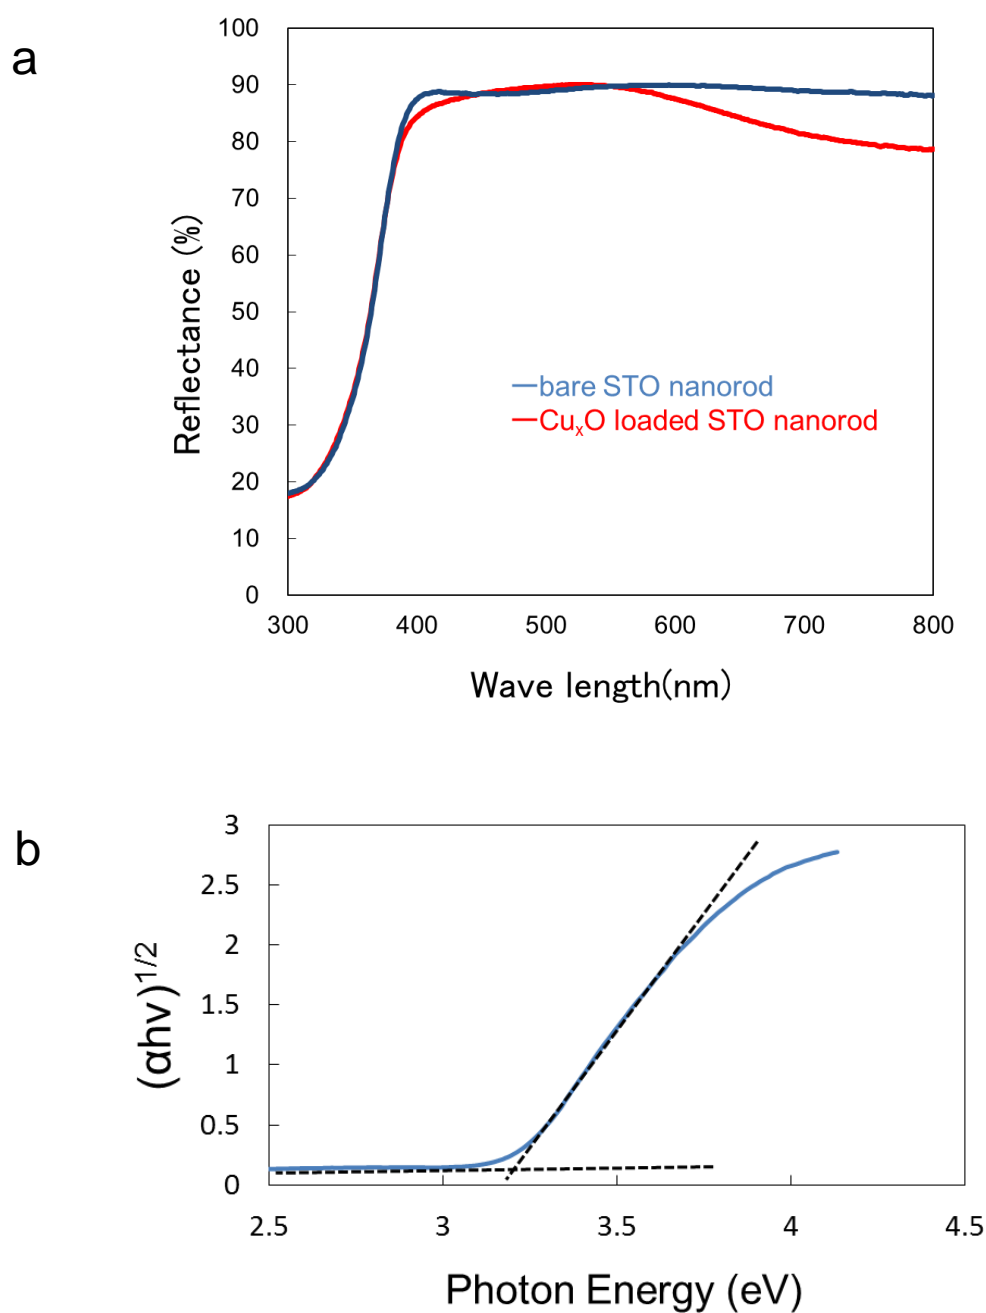 a
100
90
80
70
60
50
40
30
20
10
0
Reflectance (%)
bare STO nanorod
CuxO loaded STO nanorod
300 400 500 600 700 800
Wave length(nm)
b
3
2.5
2
1.5
1
0.5
0
(αhν)1/2
2.5 3 3.5 4 4.5
Photon Energy (eV)